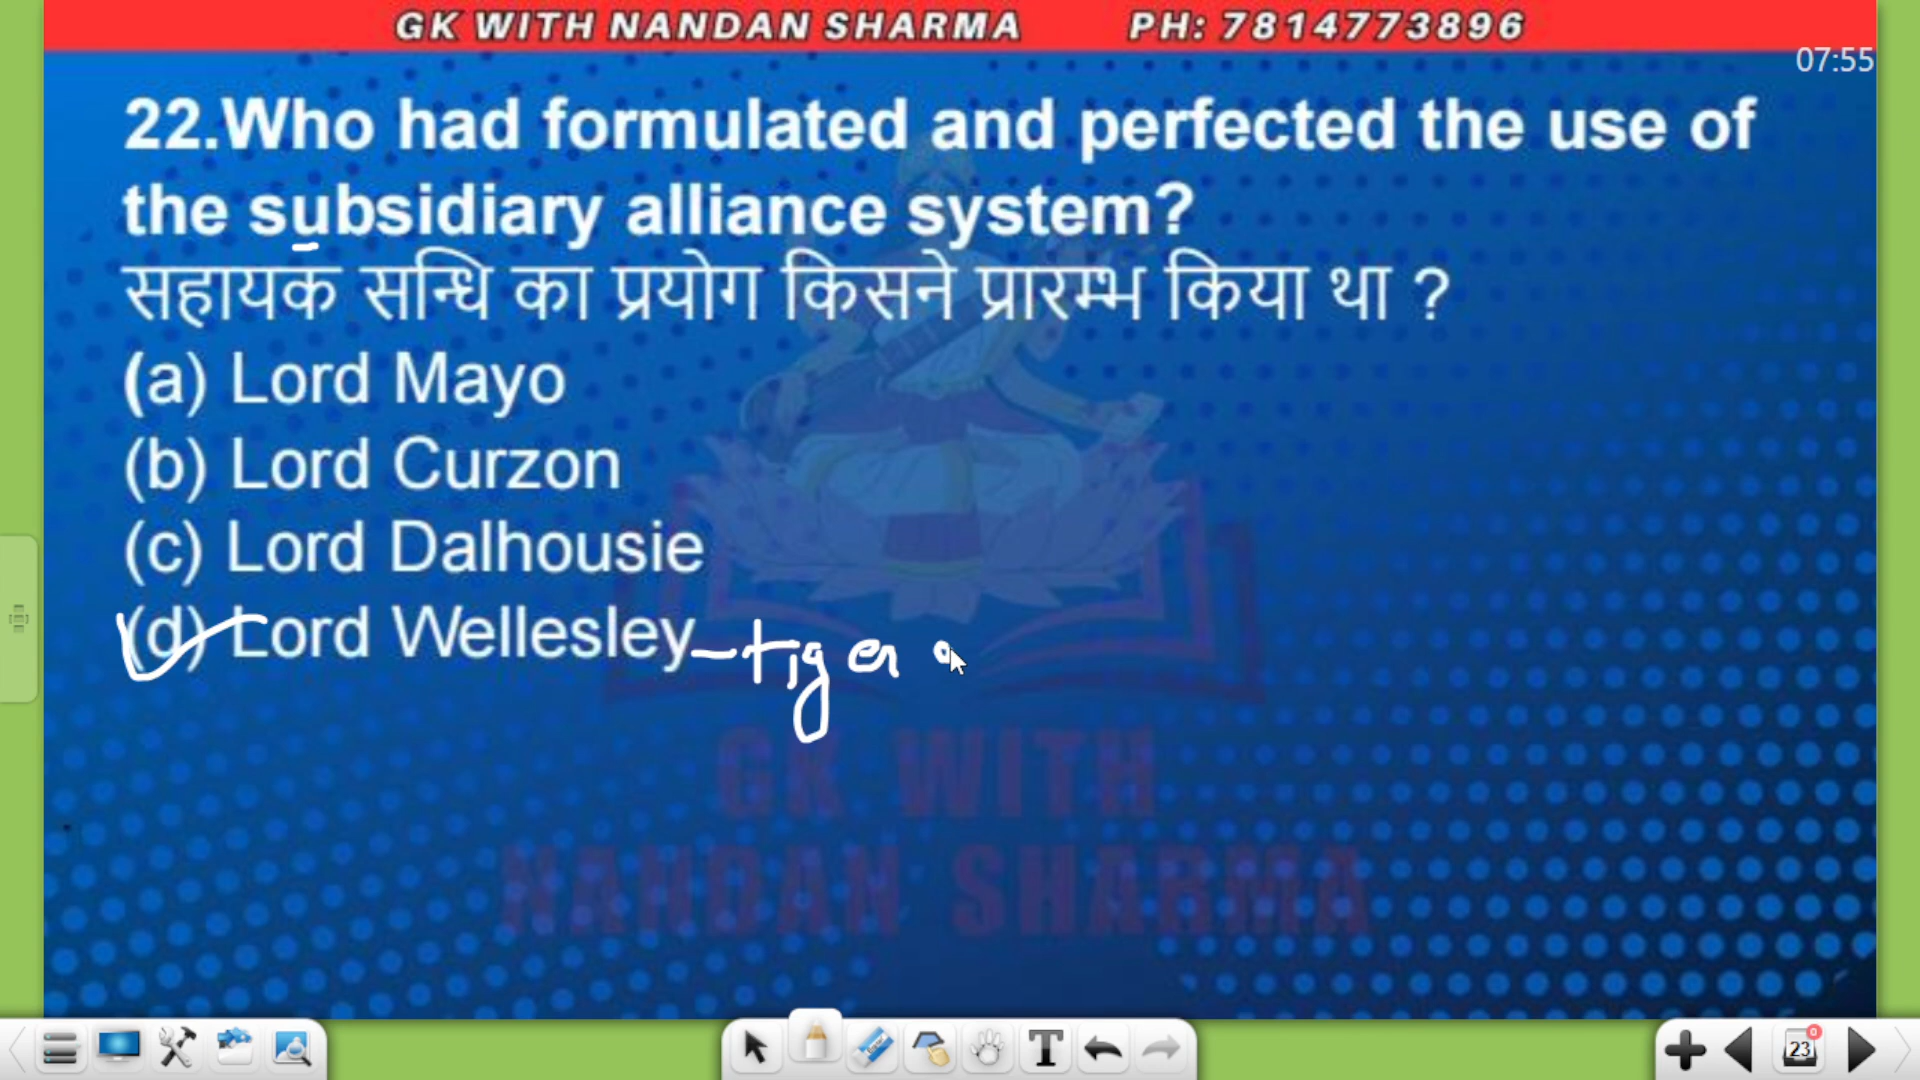 GK WITH NANDAN SHARMA PH: 7814773896
07:55
22.Who had formulated and perfected the use of
the subsidiary alliance system?
सहायक सन्धि का प्रयोग किसने प्रारम्भ किया था ?
(a) Lord Mayo
(b) Lord Curzon
(c) Lord Dalhousie
(d) Lord Wellesley - tiger o
GK WITH
NANDAN SHARMA
T
23
0